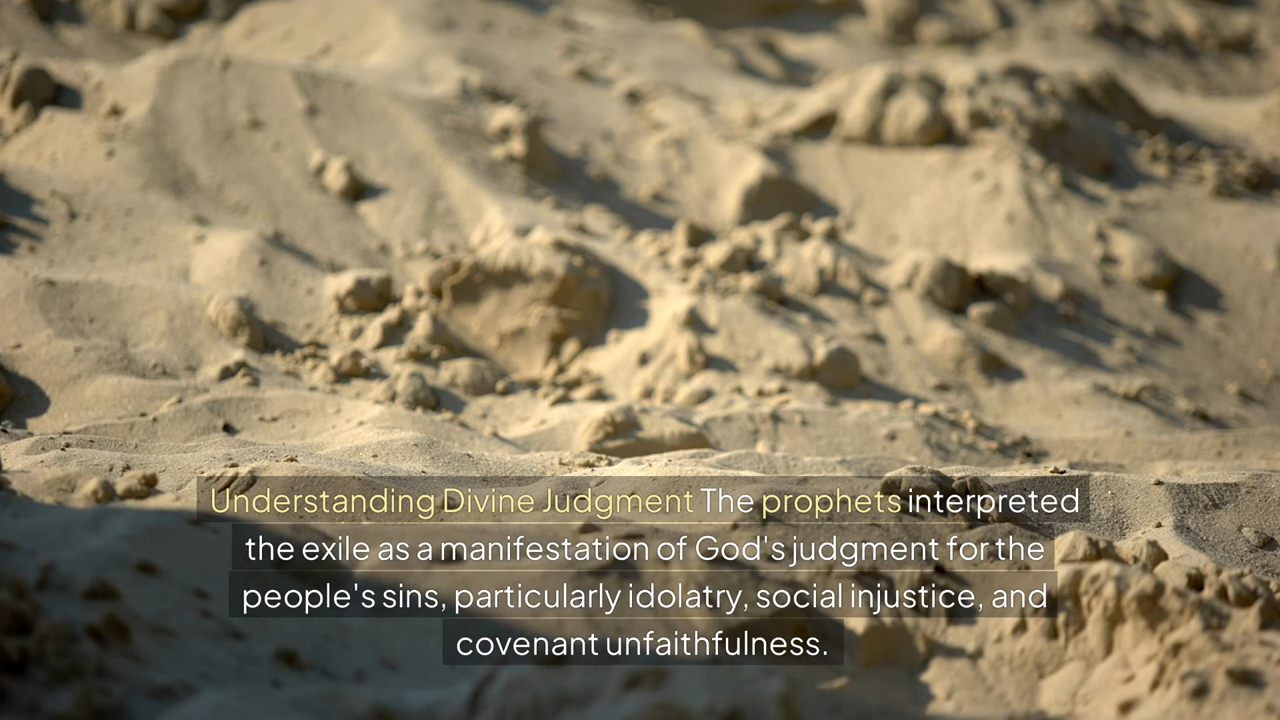 Understanding Divine Judgment The prophets interpreted
the exile as a manifestation of God's judgment for the
people's sins, particularly idolatry, social injustice, and
covenant unfaithfulness.